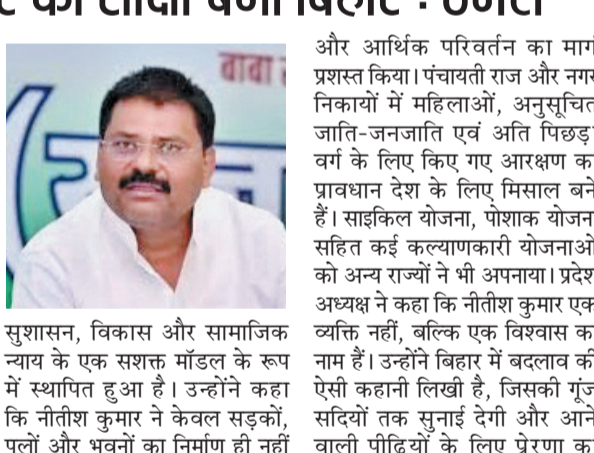 का साक्षी बना बिहार : उमेश
बाबा
सुशासन, विकास और सामाजिक
न्याय के एक सशक्त मॉडल के रूप
में स्थापित हुआ है। उन्होंने कहा
कि नीतीश कुमार ने केवल सड़कों,
पुलों और भवनों का निर्माण ही नहीं
और आर्थिक परिवर्तन का मार्ग
प्रशस्त किया। पंचायती राज और नगर
निकायों में महिलाओं, अनुसूचित
जाति-जनजाति एवं अति पिछड़
वर्ग के लिए किए गए आरक्षण क
प्रावधान देश के लिए मिसाल बने
हैं। साइकिल योजना, पोशाक योजन
सहित कई कल्याणकारी योजनाओ
को अन्य राज्यों ने भी अपनाया। प्रदेश
अध्यक्ष ने कहा कि नीतीश कुमार एक
व्यक्ति नहीं, बल्कि एक विश्वास क
नाम हैं। उन्होंने बिहार में बदलाव की
ऐसी कहानी लिखी है, जिसकी गूंज
सदियों तक सुनाई देगी और आने
वाली पीढ़ियों के लिए प्रेरणा क